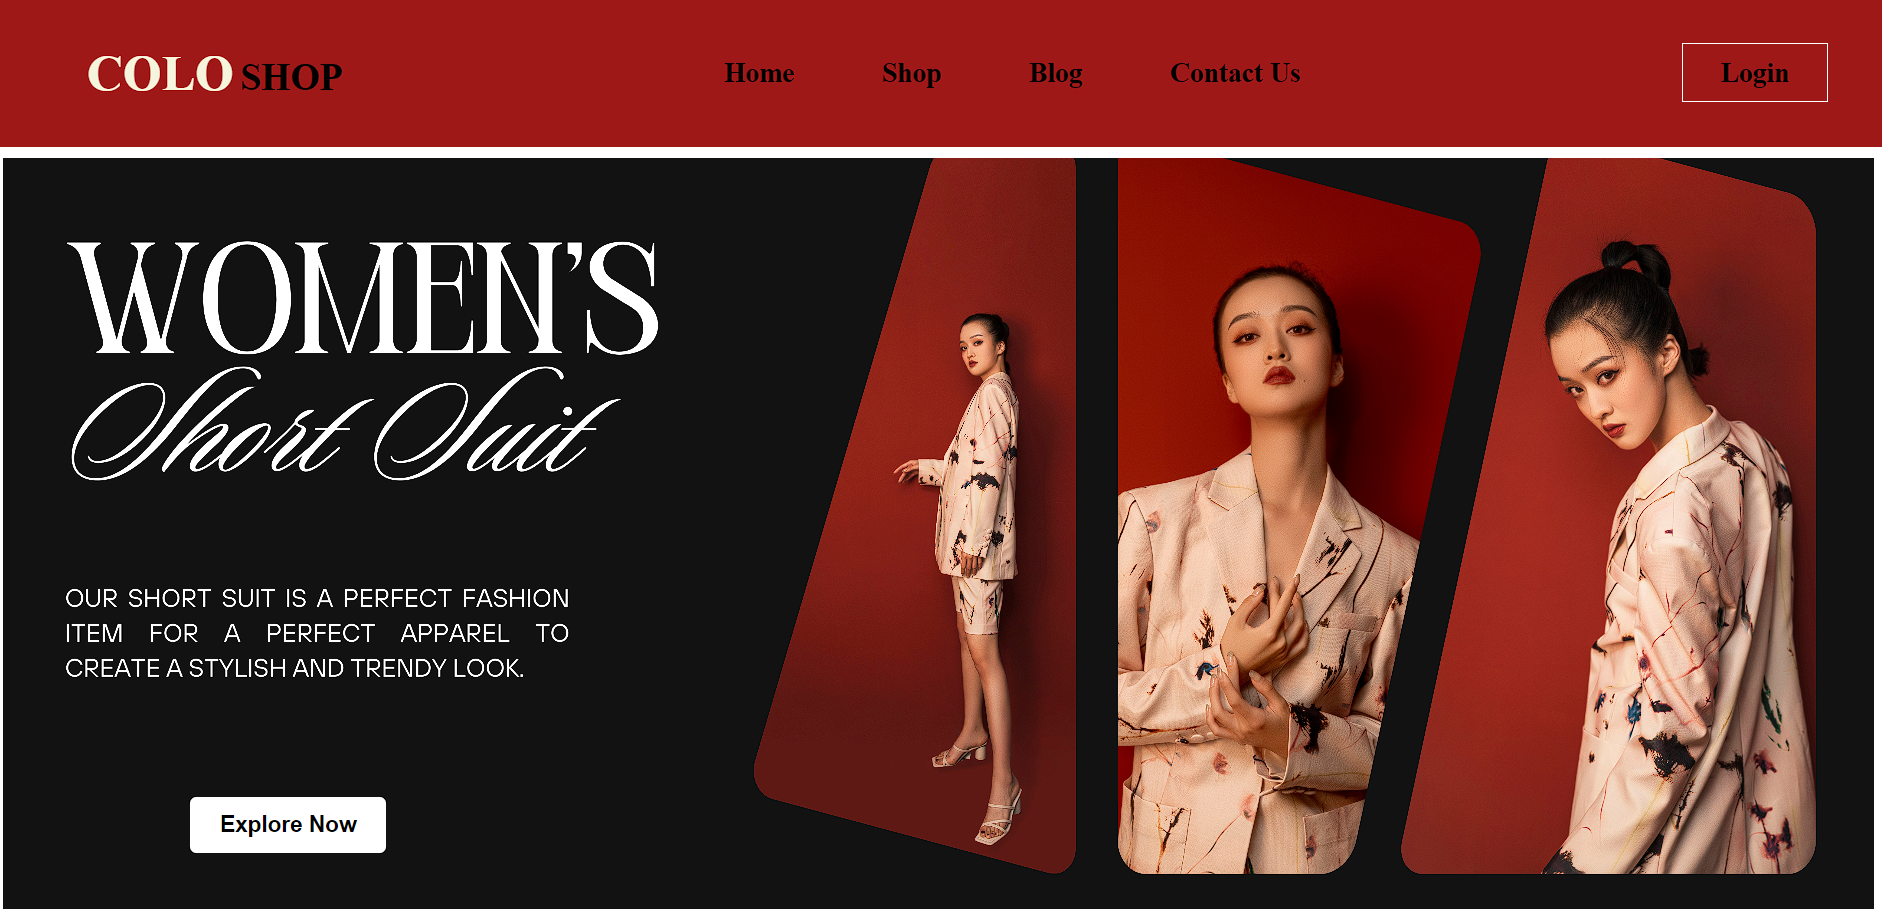 COLO SHOP
Home
Shop
Blog
Contact Us
Login
WOMEN'S
Short Suit
OUR SHORT SUIT IS A PERFECT FASHION
ITEM FOR A PERFECT APPAREL TO
CREATE A STYLISH AND TRENDY LOOK.
Explore Now